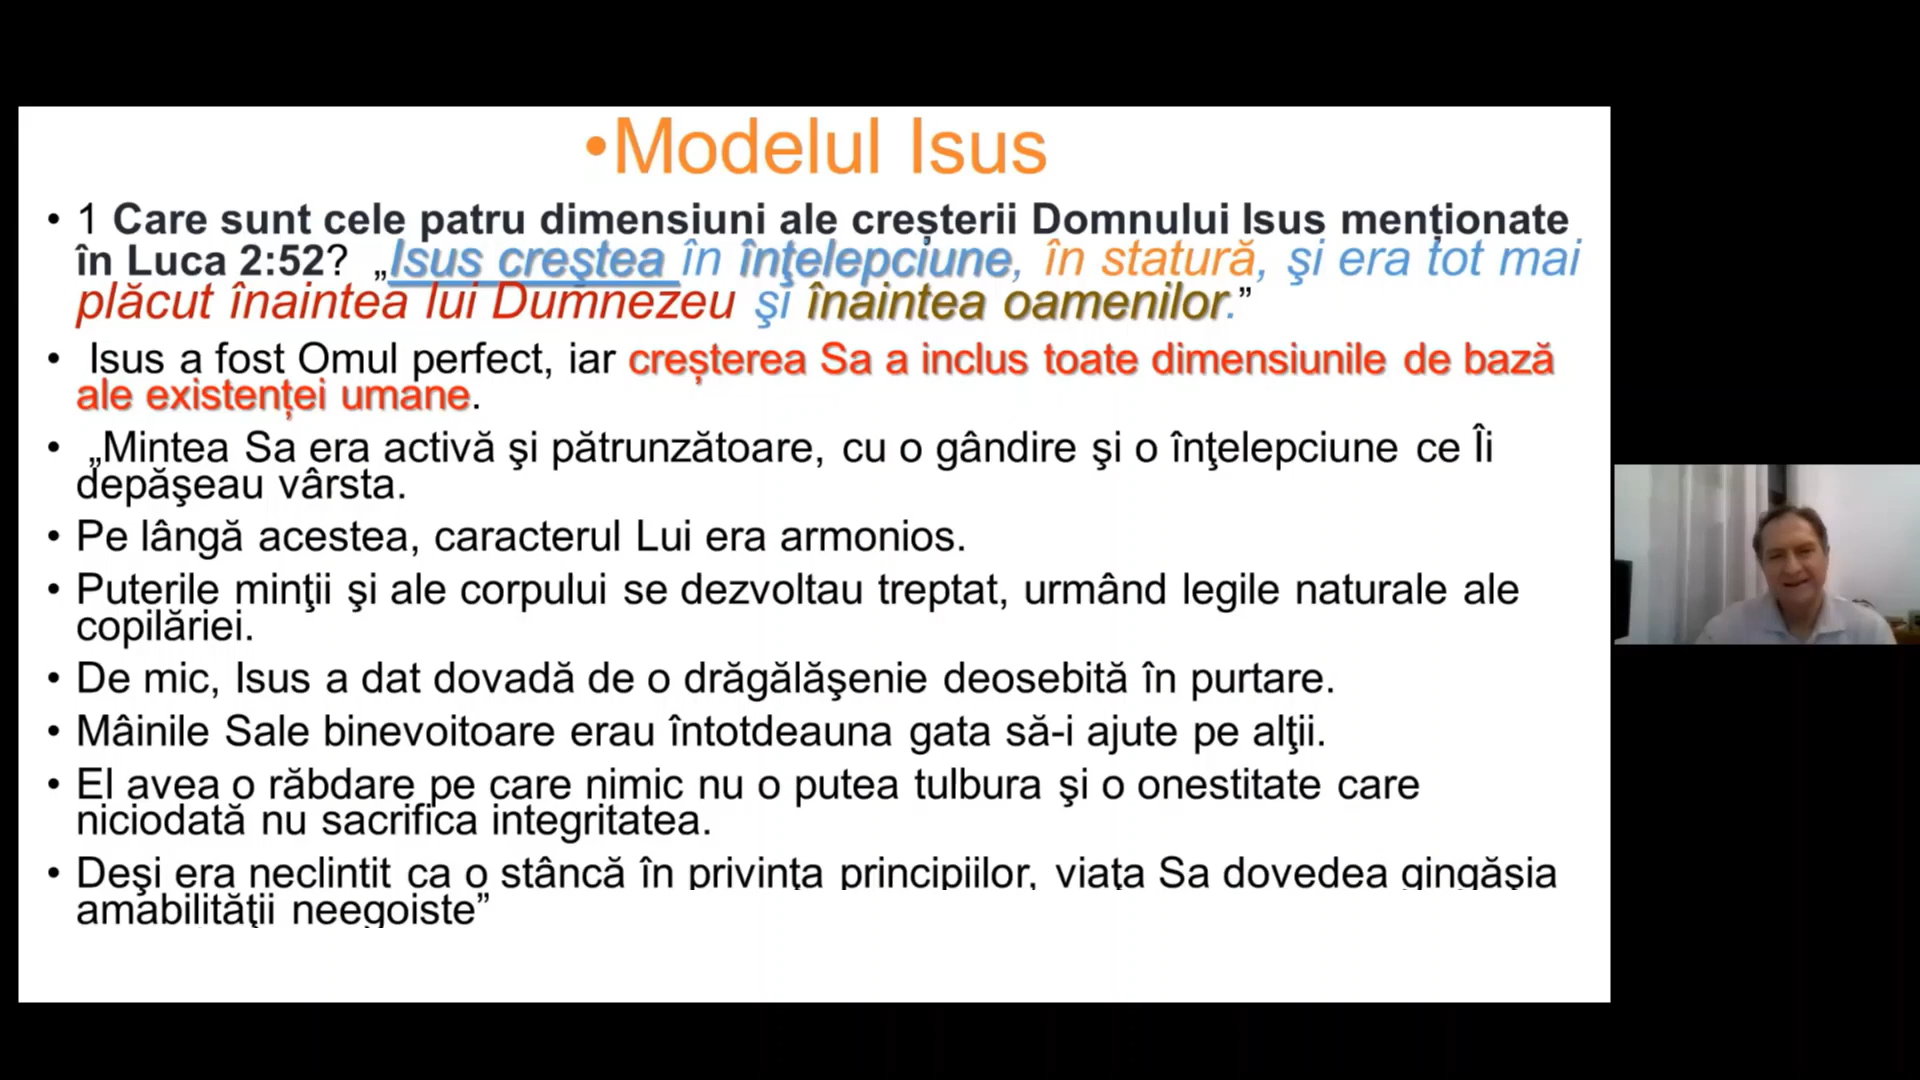 •Modelul Isus
• 1 Care sunt cele patru dimensiuni ale creșterii Domnului Isus menționate
în Luca 2:52? „Isus creştea în înţelepciune, în statură, şi era tot mai
plăcut înaintea lui Dumnezeu şi înaintea oamenilor.”
• Isus a fost Omul perfect, iar creșterea Sa a inclus toate dimensiunile de bază
ale existenței umane.
• „Mintea Sa era activă şi pătrunzătoare, cu o gândire şi o înţelepciune ce Îi
depăşeau vârsta.
• Pe lângă acestea, caracterul Lui era armonios.
• Puterile minţii şi ale corpului se dezvoltau treptat, urmând legile naturale ale
copilăriei.
• De mic, Isus a dat dovadă de o drăgălăşenie deosebită în purtare.
• Mâinile Sale binevoitoare erau întotdeauna gata să-i ajute pe alţii.
• El avea o răbdare pe care nimic nu o putea tulbura şi o onestitate care
niciodată nu sacrifica integritatea.
• Deşi era neclintit ca o stâncă în privinţa principiilor, viaţa Sa dovedea gingăşia
amabilităţii neegoiste”